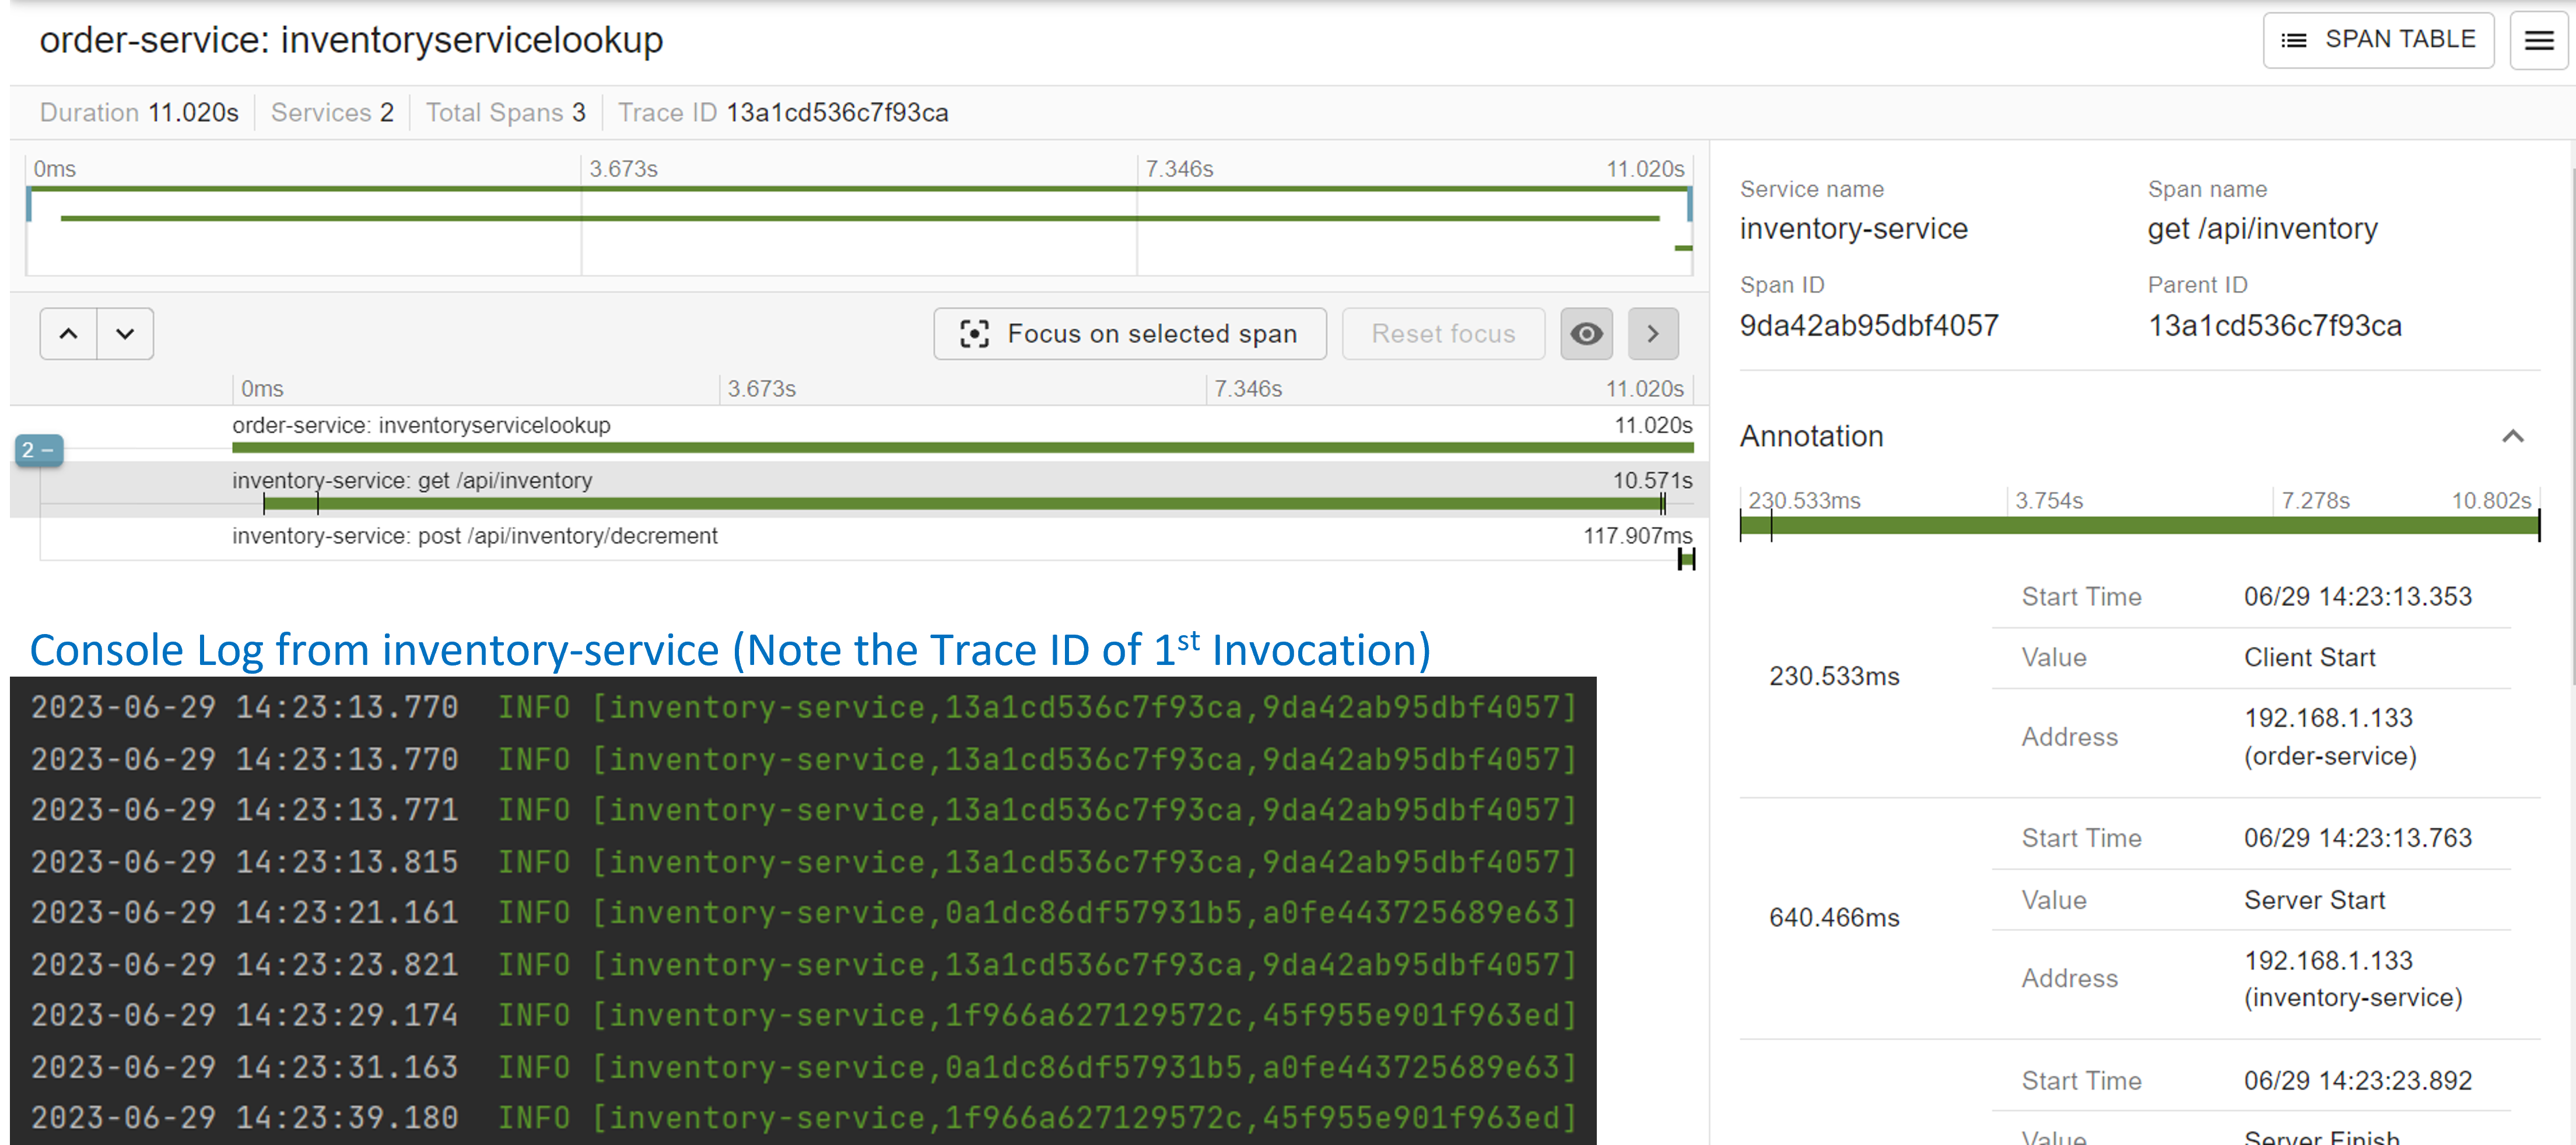 order-service: inventoryservicelookup
SPAN TABLE
Duration 11.020s Services 2 Total Spans 3 Trace ID 13a1cd536c7f93ca
0ms 3.673s 7.346s 11.020s
Focus on selected span Reset focus
0ms 3.673s 7.346s 11.020s
order-service: inventoryservicelookup 11.020s
2 −
inventory-service: get /api/inventory 10.571s
inventory-service: post /api/inventory/decrement 117.907ms
Console Log from inventory-service (Note the Trace ID of 1st Invocation)
2023-06-29 14:23:13.770 INFO [inventory-service,13a1cd536c7f93ca,9da42ab95dbf4057]
2023-06-29 14:23:13.770 INFO [inventory-service,13a1cd536c7f93ca,9da42ab95dbf4057]
2023-06-29 14:23:13.771 INFO [inventory-service,13a1cd536c7f93ca,9da42ab95dbf4057]
2023-06-29 14:23:13.815 INFO [inventory-service,13a1cd536c7f93ca,9da42ab95dbf4057]
2023-06-29 14:23:21.161 INFO [inventory-service,0a1dc86df57931b5,a0fe443725689e63]
2023-06-29 14:23:23.821 INFO [inventory-service,13a1cd536c7f93ca,9da42ab95dbf4057]
2023-06-29 14:23:29.174 INFO [inventory-service,1f966a627129572c,45f955e901f963ed]
2023-06-29 14:23:31.163 INFO [inventory-service,0a1dc86df57931b5,a0fe443725689e63]
2023-06-29 14:23:39.180 INFO [inventory-service,1f966a627129572c,45f955e901f963ed]
Service name Span name
inventory-service get /api/inventory
Span ID Parent ID
9da42ab95dbf4057 13a1cd536c7f93ca
Annotation
230.533ms 3.754s 7.278s 10.802s
Start Time 06/29 14:23:13.353
230.533ms
Value Client Start
Address 192.168.1.133
(order-service)
Start Time 06/29 14:23:13.763
640.466ms
Value Server Start
Address 192.168.1.133
(inventory-service)
Start Time 06/29 14:23:23.892
Value Server Finish